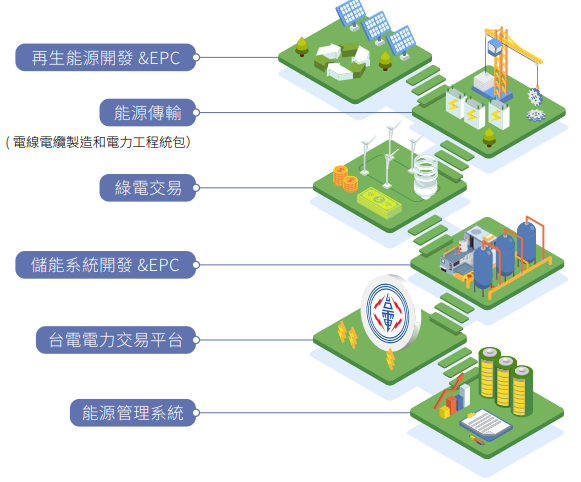 再生能源開發 &EPC
能源傳輸
( 電線電纜製造和電力工程統包)
綠電交易
儲能系統開發 &EPC
台電電力交易平台
能源管理系統